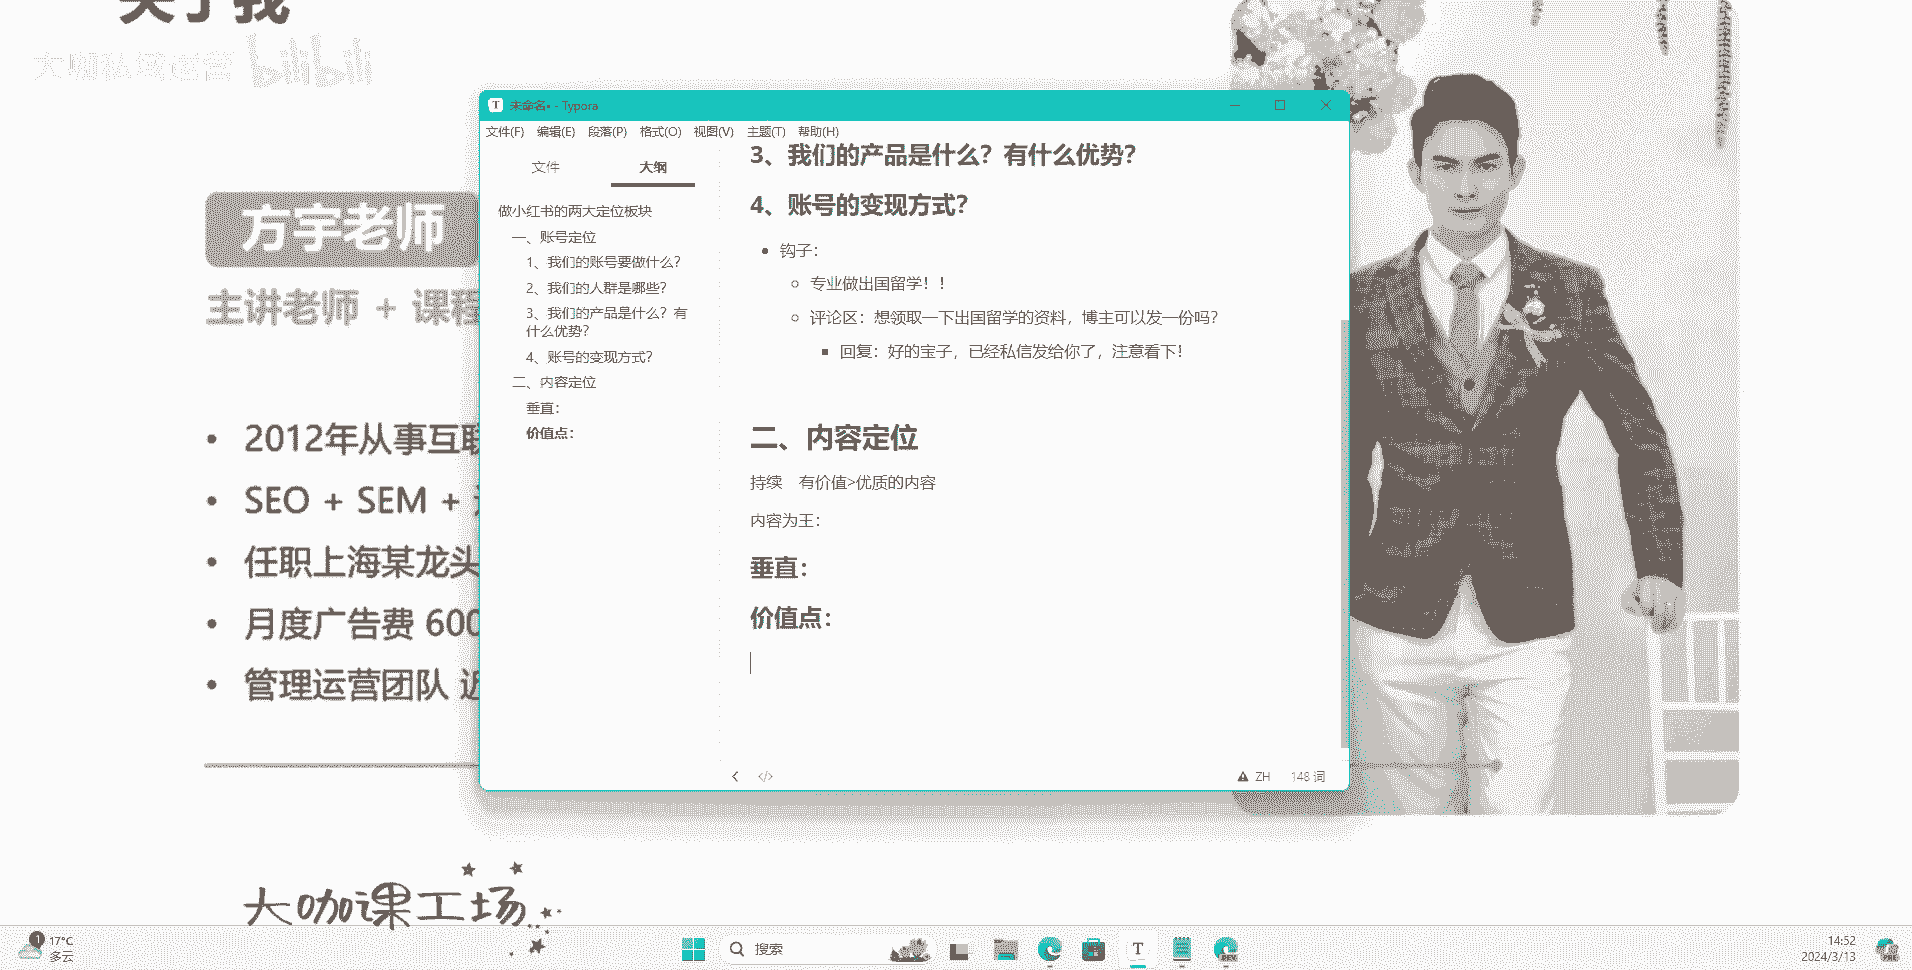 关于我
大咖私域运营 bilibili
方宇老师
主讲老师 + 课程
2012年从事互联
SEO + SEM +
任职上海某龙头
月度广告费 600
管理运营团队 近
大咖课工场
未命名• - Typora
文件(F) 编辑(E) 段落(P) 格式(O) 视图(V) 主题(T) 帮助(H)
文件 大纲
做小红书的两大定位板块
一、账号定位
1、我们的账号要做什么？
2、我们的人群是哪些？
3、我们的产品是什么？有
什么优势？
4、账号的变现方式？
二、内容定位
垂直：
价值点：
3、我们的产品是什么？有什么优势？
4、账号的变现方式？
钩子：
专业做出国留学！！
评论区：想领取一下出国留学的资料，博主可以发一份吗？
回复：好的宝子，已经私信发给你了，注意看下！
二、内容定位
持续 有价值>优质的内容
内容为王：
垂直：
价值点：
ZH 148 词
1
17°C
多云
搜索
14:52
2024/3/13